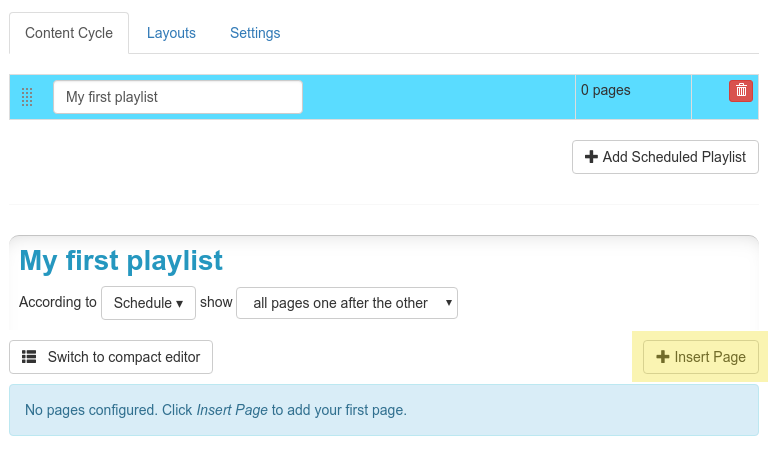 Content Cycle Layouts Settings
My first playlist 0 pages
Add Scheduled Playlist
My first playlist
According to Schedule ▾ show all pages one after the other ▾
Switch to compact editor Insert Page
No pages configured. Click Insert Page to add your first page.